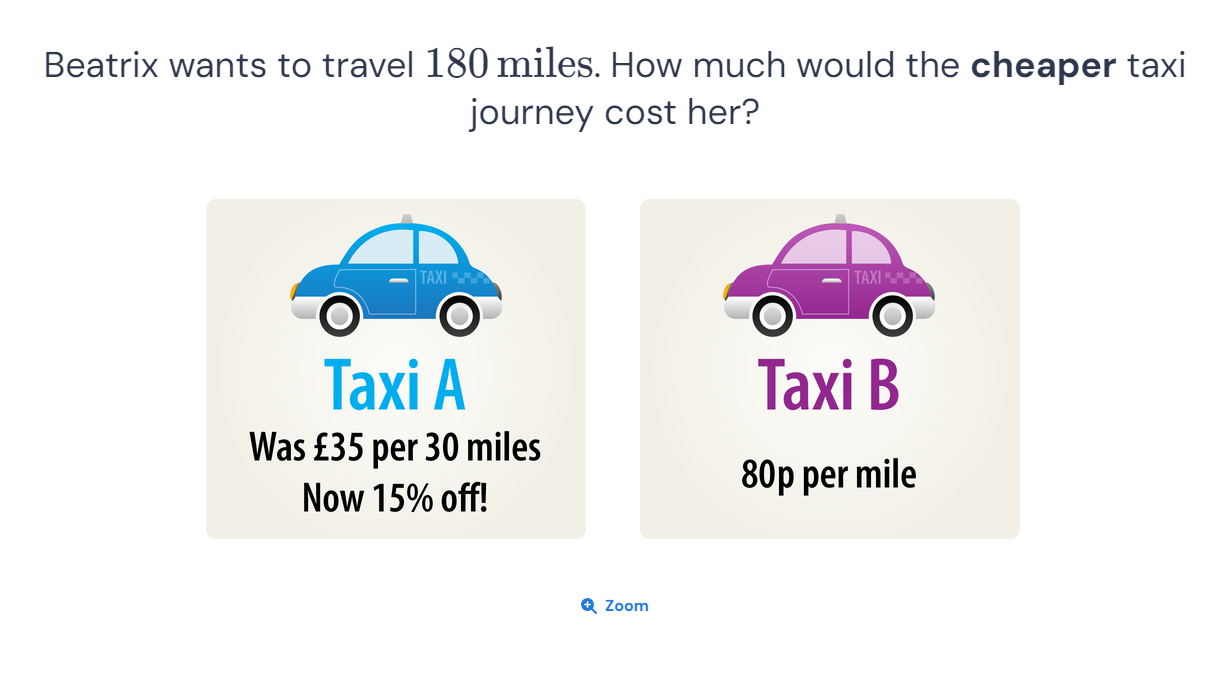 Beatrix wants to travel 180 miles. How much would the cheaper taxi
journey cost her?
TAXI
TAXI
Taxi A
Was £35 per 30 miles
Now 15% off!
Taxi B
80p per mile
Zoom